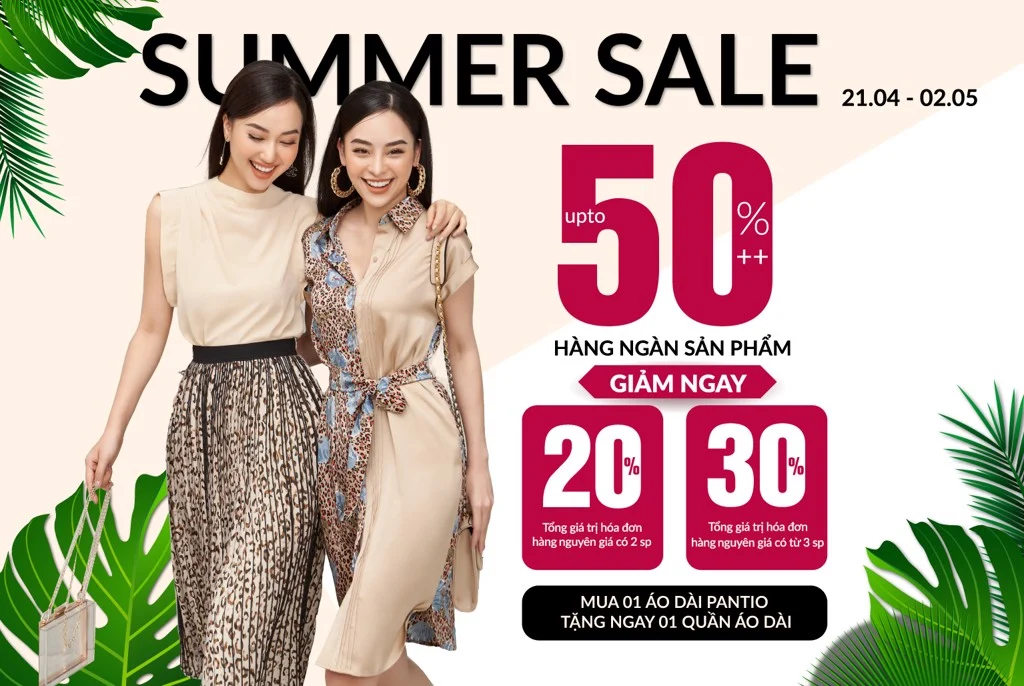 SUMMER SALE
21.04 - 02.05
upto
50%
++
HÀNG NGÀN SẢN PHẨM
GIẢM NGAY
20%
Tổng giá trị hóa đơn
hàng nguyên giá có 2 sp
30%
Tổng giá trị hóa đơn
hàng nguyên giá có từ 3 sp
MUA 01 ÁO DÀI PANTIO
TẶNG NGAY 01 QUẦN ÁO DÀI